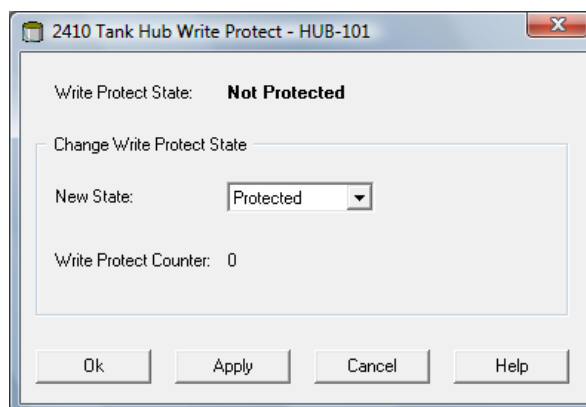 2410 Tank Hub Write Protect - HUB-101
Write Protect State: Not Protected
Change Write Protect State
New State: Protected
Write Protect Counter: 0
Ok Apply Cancel Help